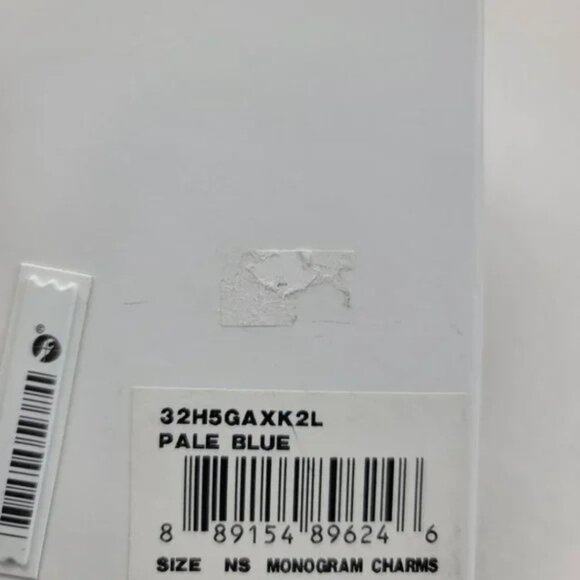 ®
32H5GAXK2L
PALE BLUE
8 89154 89624 6
SIZE NS MONOGRAM CHARMS